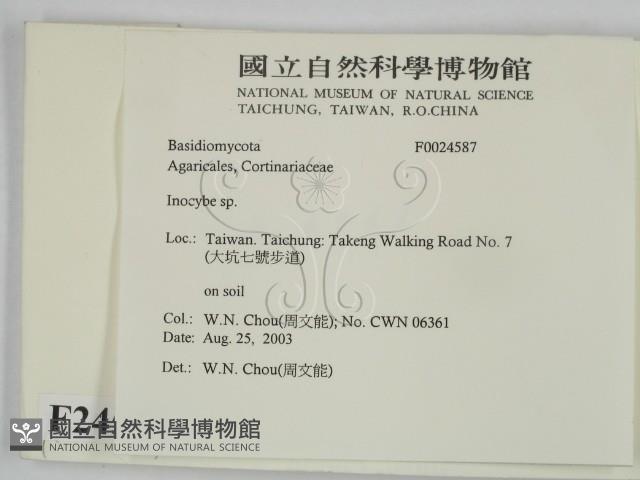 國立自然科學博物館
NATIONAL MUSEUM OF NATURAL SCIENCE
TAICHUNG, TAIWAN, R.O.CHINA
Basidiomycota F0024587
Agaricales, Cortinariaceae
Inocybe sp.
Loc.: Taiwan. Taichung: Takeng Walking Road No. 7
(大坑七號步道)
on soil
Col.: W.N. Chou(周文能); No. CWN 06361
Date: Aug. 25, 2003
Det.: W.N. Chou(周文能)
F24
國立自然科學博物館
NATIONAL MUSEUM OF NATURAL SCIENCE